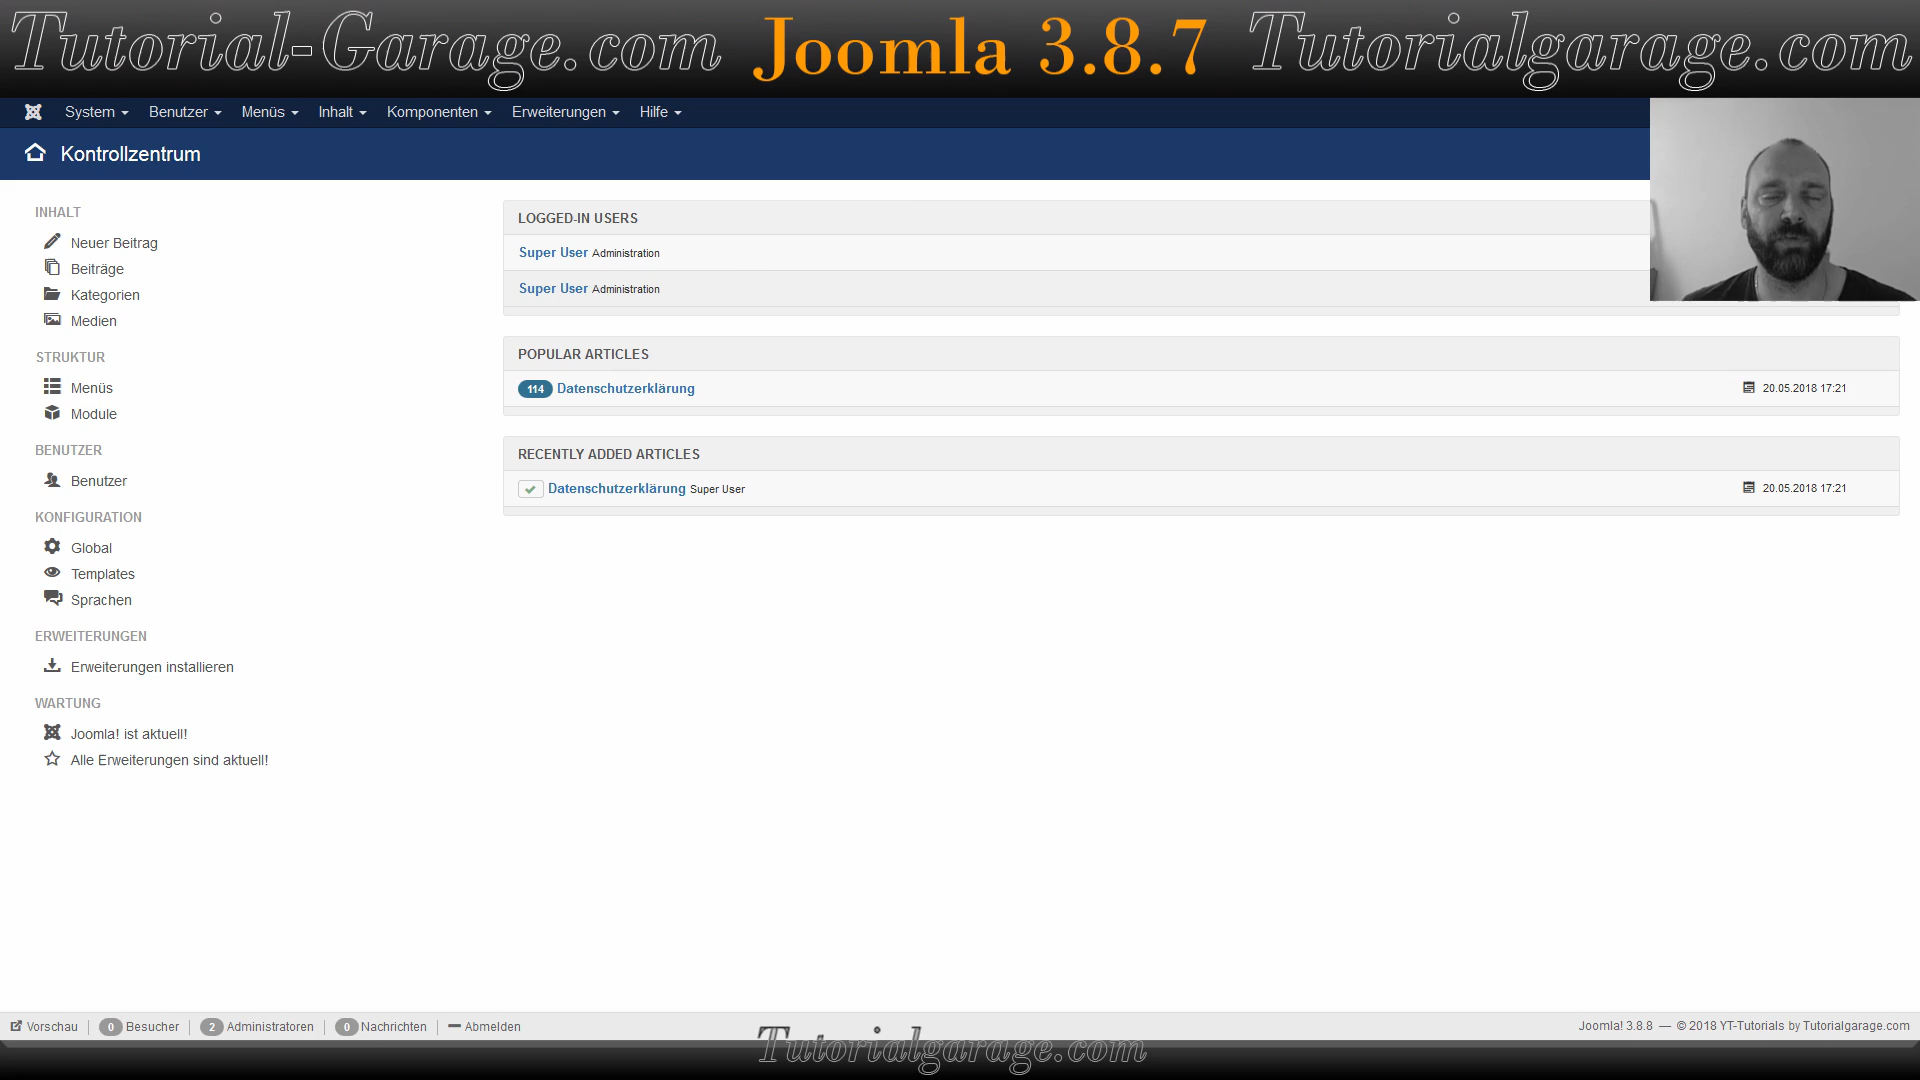 Tutorial-Garage.com Joomla 3.8.7 Tutorialgarage.com
System Benutzer Menüs Inhalt Komponenten Erweiterungen Hilfe
Kontrollzentrum
INHALT
Neuer Beitrag
Beiträge
Kategorien
Medien
STRUKTUR
Menüs
Module
BENUTZER
Benutzer
KONFIGURATION
Global
Templates
Sprachen
ERWEITERUNGEN
Erweiterungen installieren
WARTUNG
Joomla! ist aktuell!
Alle Erweiterungen sind aktuell!
LOGGED-IN USERS
Super User Administration
Super User Administration
POPULAR ARTICLES
114 Datenschutzerklärung 20.05.2018 17:21
RECENTLY ADDED ARTICLES
Datenschutzerklärung Super User 20.05.2018 17:21
Vorschau 0 Besucher 2 Administratoren 0 Nachrichten Abmelden
Joomla! 3.8.8 — © 2018 YT-Tutorials by Tutorialgarage.com
Tutorialgarage.com